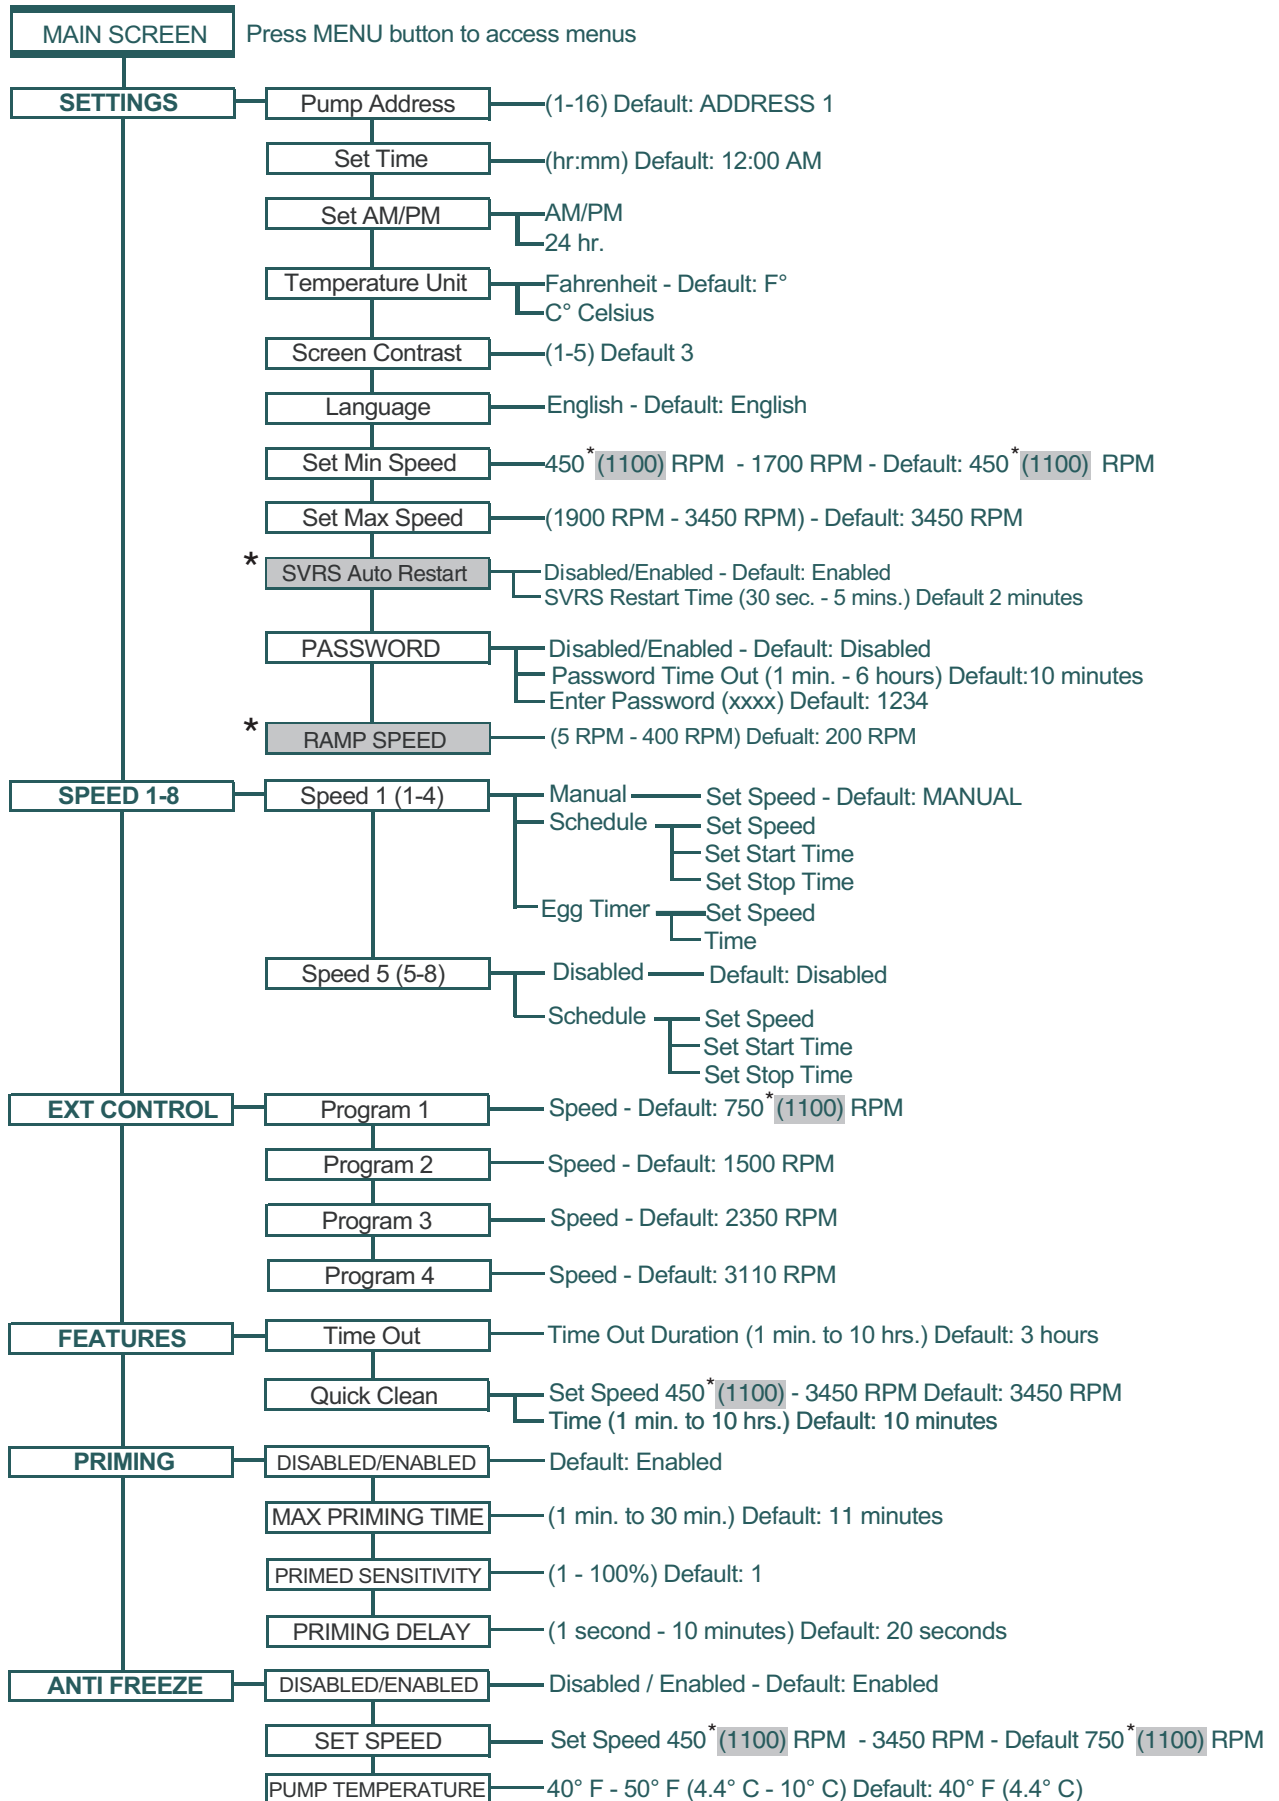 MAIN SCREEN Press MENU button to access menus
SETTINGS Pump Address (1-16) Default: ADDRESS 1
Set Time (hr:mm) Default: 12:00 AM
Set AM/PM AM/PM
24 hr.
Temperature Unit Fahrenheit - Default: F°
C° Celsius
Screen Contrast (1-5) Default 3
Language English - Default: English
Set Min Speed 450*(1100) RPM - 1700 RPM - Default: 450*(1100) RPM
Set Max Speed (1900 RPM - 3450 RPM) - Default: 3450 RPM
* SVRS Auto Restart Disabled/Enabled - Default: Enabled
SVRS Restart Time (30 sec. - 5 mins.) Default 2 minutes
PASSWORD Disabled/Enabled - Default: Disabled
Password Time Out (1 min. - 6 hours) Default:10 minutes
Enter Password (xxxx) Default: 1234
* RAMP SPEED (5 RPM - 400 RPM) Defualt: 200 RPM
SPEED 1-8 Speed 1 (1-4) Manual Set Speed - Default: MANUAL
Schedule Set Speed
Set Start Time
Set Stop Time
Egg Timer Set Speed
Time
Speed 5 (5-8) Disabled Default: Disabled
Schedule Set Speed
Set Start Time
Set Stop Time
EXT CONTROL Program 1 Speed - Default: 750*(1100) RPM
Program 2 Speed - Default: 1500 RPM
Program 3 Speed - Default: 2350 RPM
Program 4 Speed - Default: 3110 RPM
FEATURES Time Out Time Out Duration (1 min. to 10 hrs.) Default: 3 hours
Quick Clean Set Speed 450*(1100) - 3450 RPM Default: 3450 RPM
Time (1 min. to 10 hrs.) Default: 10 minutes
PRIMING DISABLED/ENABLED Default: Enabled
MAX PRIMING TIME (1 min. to 30 min.) Default: 11 minutes
PRIMED SENSITIVITY (1 - 100%) Default: 1
PRIMING DELAY (1 second - 10 minutes) Default: 20 seconds
ANTI FREEZE DISABLED/ENABLED Disabled / Enabled - Default: Enabled
SET SPEED Set Speed 450*(1100) RPM - 3450 RPM - Default 750*(1100) RPM
PUMP TEMPERATURE 40° F - 50° F (4.4° C - 10° C) Default: 40° F (4.4° C)